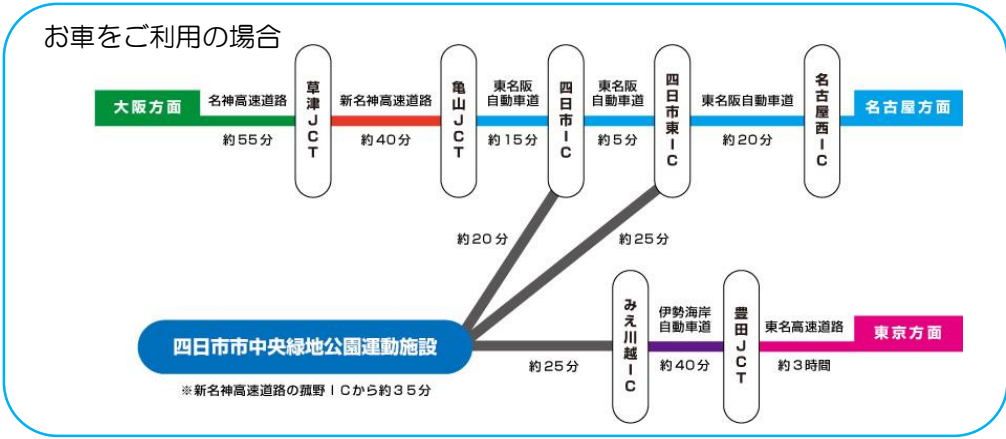 お車をご利用の場合
大阪方面
名神高速道路
約55分
草津JCT
新名神高速道路
約40分
亀山JCT
東名阪
自動車道
約15分
四日市IC
東名阪
自動車道
約5分
四日市東IC
東名阪自動車道
約20分
名古屋西IC
名古屋方面
約20分
約25分
四日市市中央緑地公園運動施設
約25分
みえ川越IC
伊勢海岸
自動車道
約40分
豊田JCT
東名高速道路
約3時間
東京方面
※新名神高速道路の菰野ICから約35分